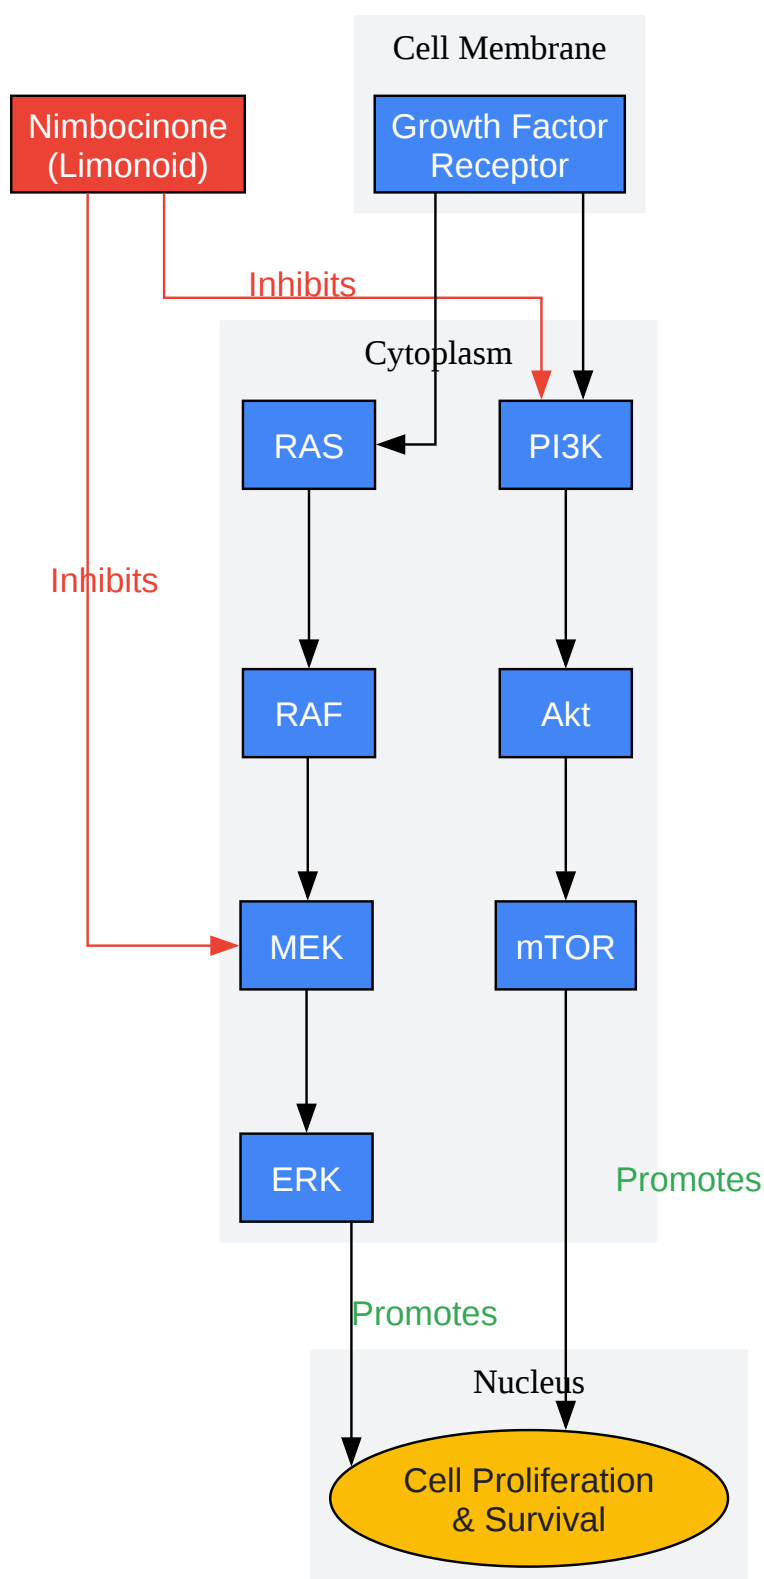 Cell Membrane
Nimbocinone
(Limonoid)
Growth Factor
Receptor
Inhibits
Cytoplasm
RAS
PI3K
Inhibits
RAF
Akt
MEK
mTOR
ERK
Promotes
Promotes
Nucleus
Cell Proliferation
& Survival